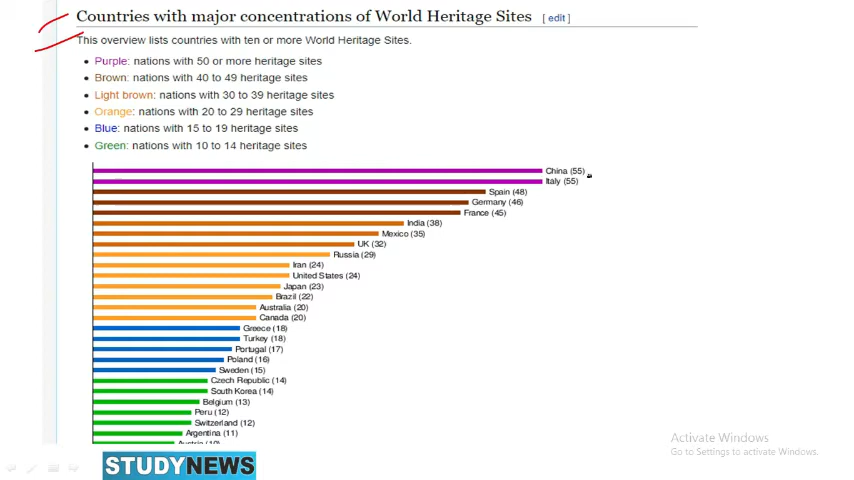 Countries with major concentrations of World Heritage Sites [ edit ]
This overview lists countries with ten or more World Heritage Sites.
Purple: nations with 50 or more heritage sites
Brown: nations with 40 to 49 heritage sites
Light brown: nations with 30 to 39 heritage sites
Orange: nations with 20 to 29 heritage sites
Blue: nations with 15 to 19 heritage sites
Green: nations with 10 to 14 heritage sites
China (55)
Italy (55)
Spain (48)
Germany (46)
France (45)
India (38)
Mexico (35)
UK (32)
Russia (29)
Iran (24)
United States (24)
Japan (23)
Brazil (22)
Australia (20)
Canada (20)
Greece (18)
Turkey (18)
Portugal (17)
Poland (16)
Sweden (15)
Czech Republic (14)
South Korea (14)
Belgium (13)
Peru (12)
Switzerland (12)
Argentina (11)
Austria (10)
Activate Windows
Go to Settings to activate Windows.
STUDYNEWS